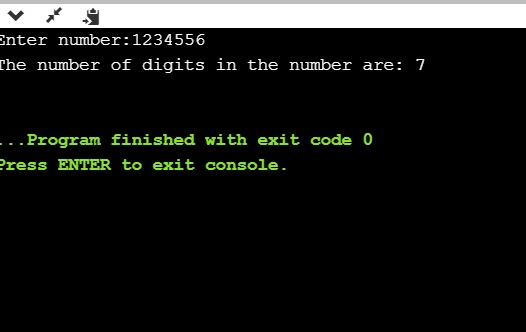 Enter number:1234556
The number of digits in the number are: 7
...Program finished with exit code 0
Press ENTER to exit console.